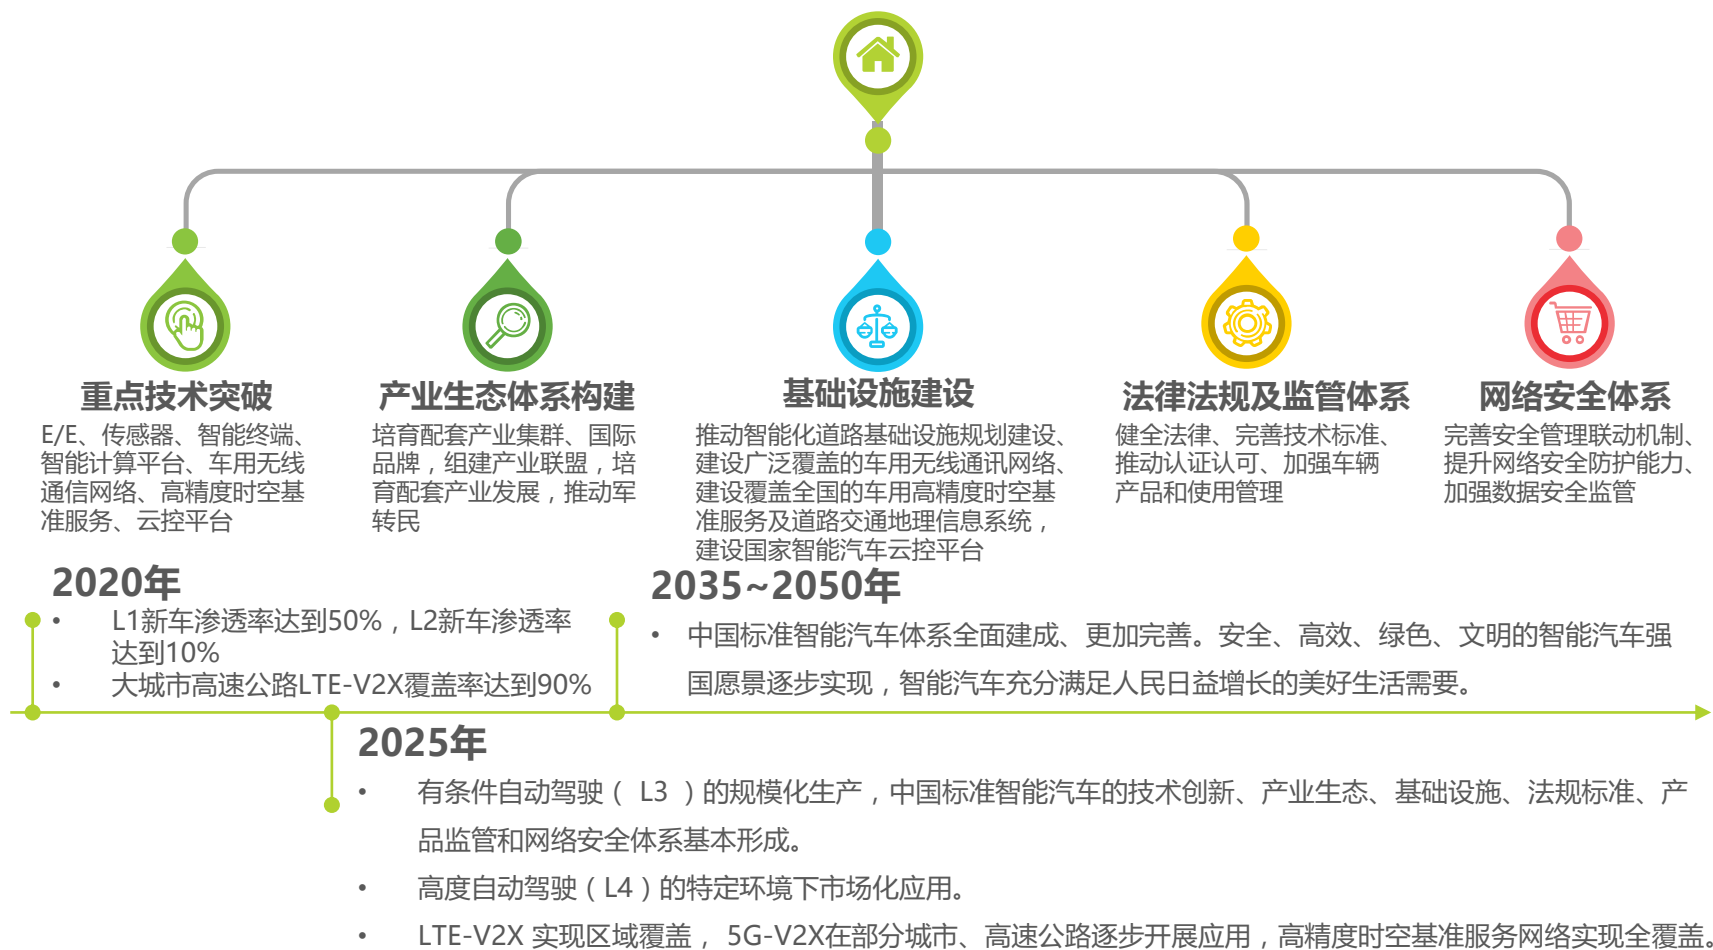 重点技术突破
E/E、传感器、智能终端、
智能计算平台、车用无线
通信网络、高精度时空基
准服务、云控平台
产业生态体系构建
培育配套产业集群、国际
品牌，组建产业联盟，培
育配套产业发展，推动军
转民
基础设施建设
推动智能化道路基础设施规划建设、
建设广泛覆盖的车用无线通讯网络、
建设覆盖全国的车用高精度时空基
准服务及道路交通地理信息系统，
建设国家智能汽车云控平台
法律法规及监管体系
健全法律、完善技术标准、
推动认证认可、加强车辆
产品和使用管理
网络安全体系
完善安全管理联动机制、
提升网络安全防护能力、
加强数据安全监管
2020年
• L1新车渗透率达到50%，L2新车渗透率
达到10%
• 大城市高速公路LTE-V2X覆盖率达到90%
2035~2050年
• 中国标准智能汽车体系全面建成、更加完善。安全、高效、绿色、文明的智能汽车强
国愿景逐步实现，智能汽车充分满足人民日益增长的美好生活需要。
2025年
• 有条件自动驾驶（ L3 ）的规模化生产，中国标准智能汽车的技术创新、产业生态、基础设施、法规标准、产
品监管和网络安全体系基本形成。
• 高度自动驾驶（L4）的特定环境下市场化应用。
• LTE-V2X 实现区域覆盖， 5G-V2X在部分城市、高速公路逐步开展应用，高精度时空基准服务网络实现全覆盖。